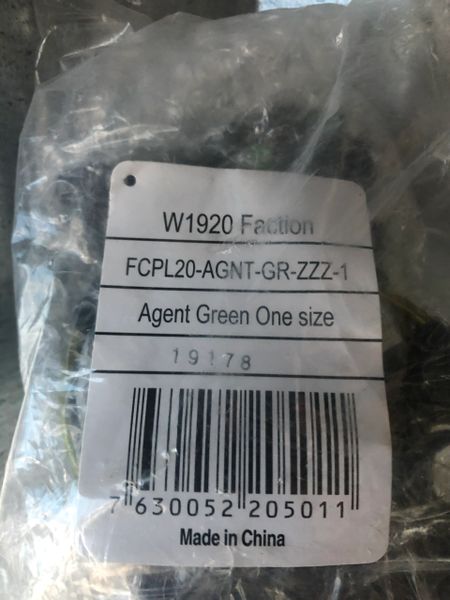 W1920 Faction
FCPL20-AGNT-GR-ZZZ-1
Agent Green One size
19178
7 630052 205011
Made in China